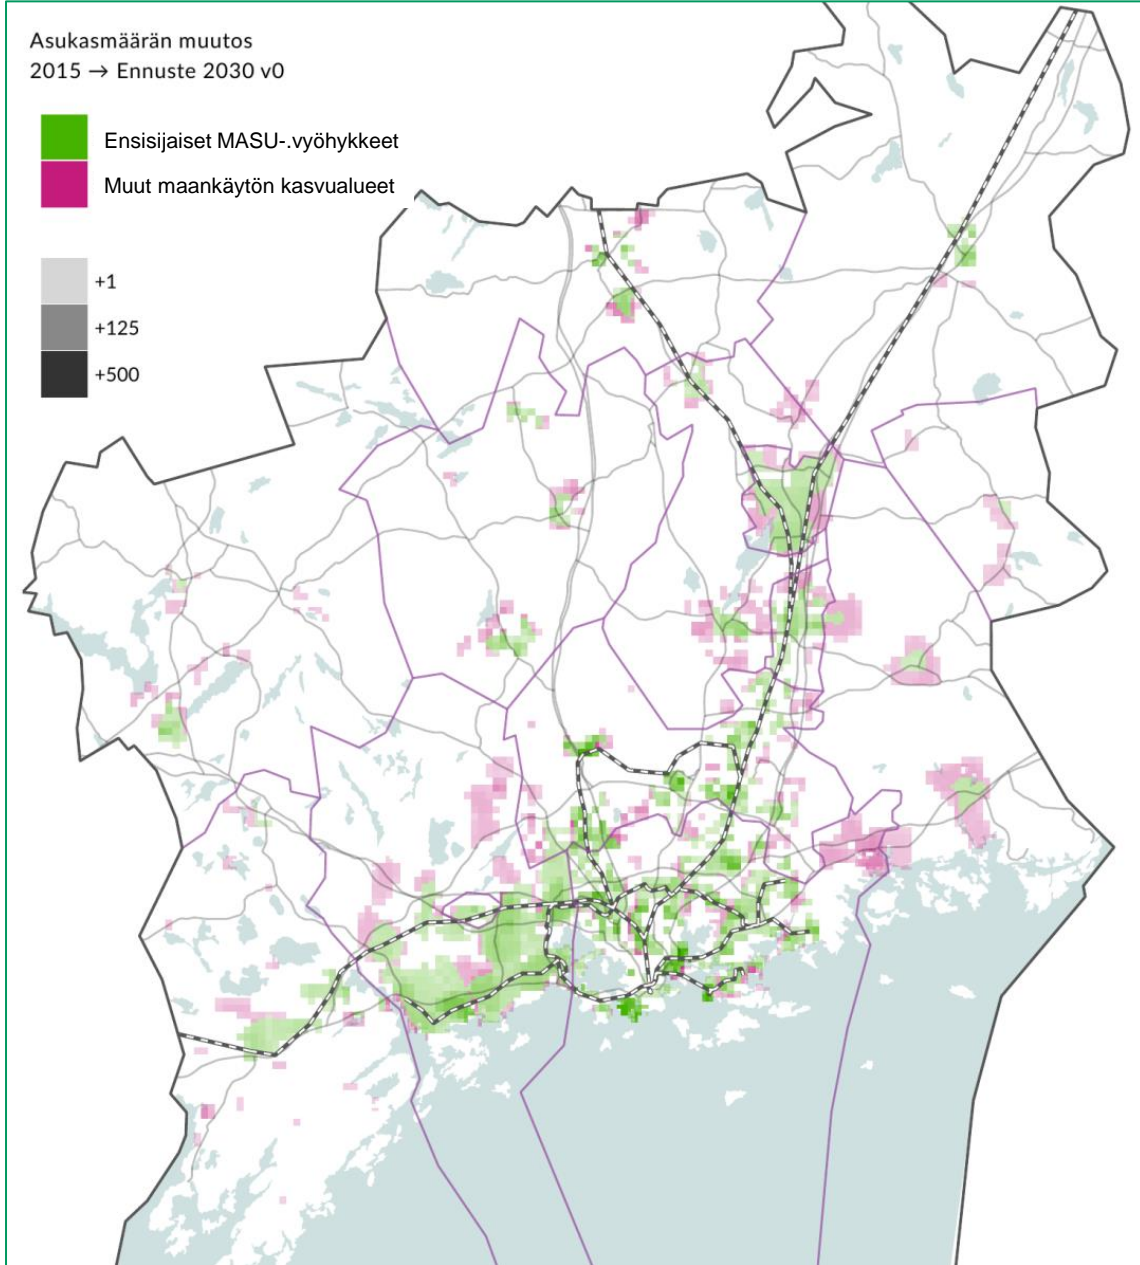 Asukasmäärän muutos
2015 → Ennuste 2030 v0
Ensisijaiset MASU-.vyöhykkeet
Muut maankäytön kasvualueet
+1
+125
+500